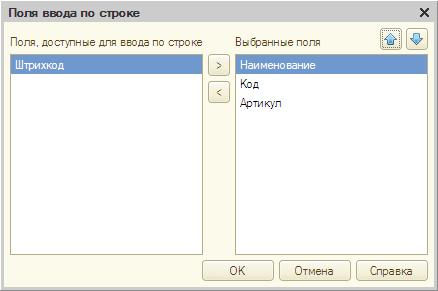 Поля ввода по строке
Поля, доступные для ввода по строке
Выбранные поля
Штрихкод
>
<
Наименование
Код
Артикул
OK
Отмена
Справка